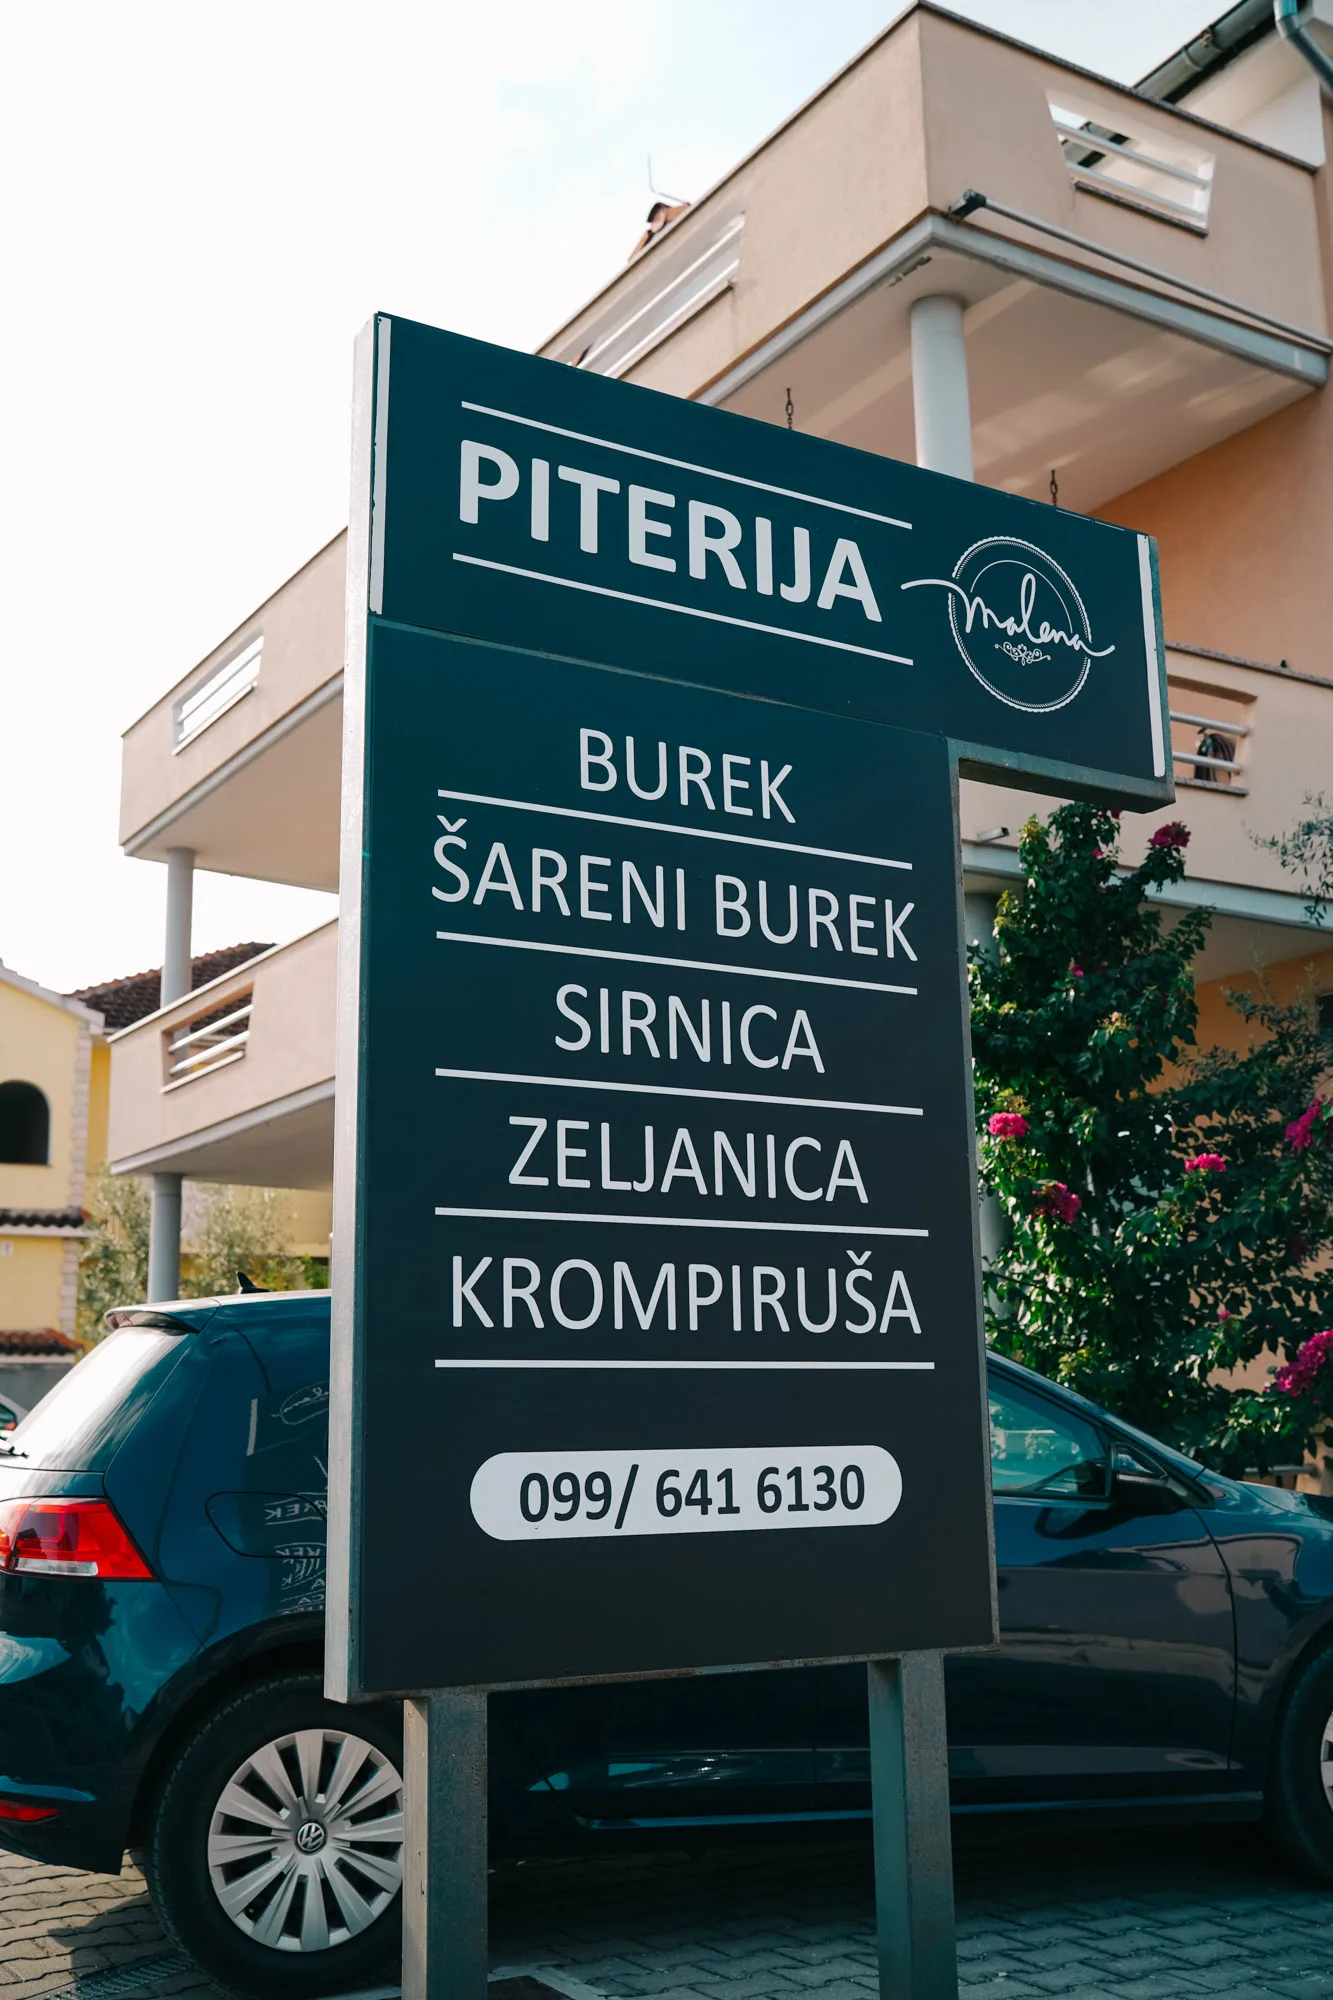 PITERIJA
malena
BUREK
ŠARENI BUREK
SIRNICA
ZELJANICA
KROMPIRUŠA
099/ 641 6130